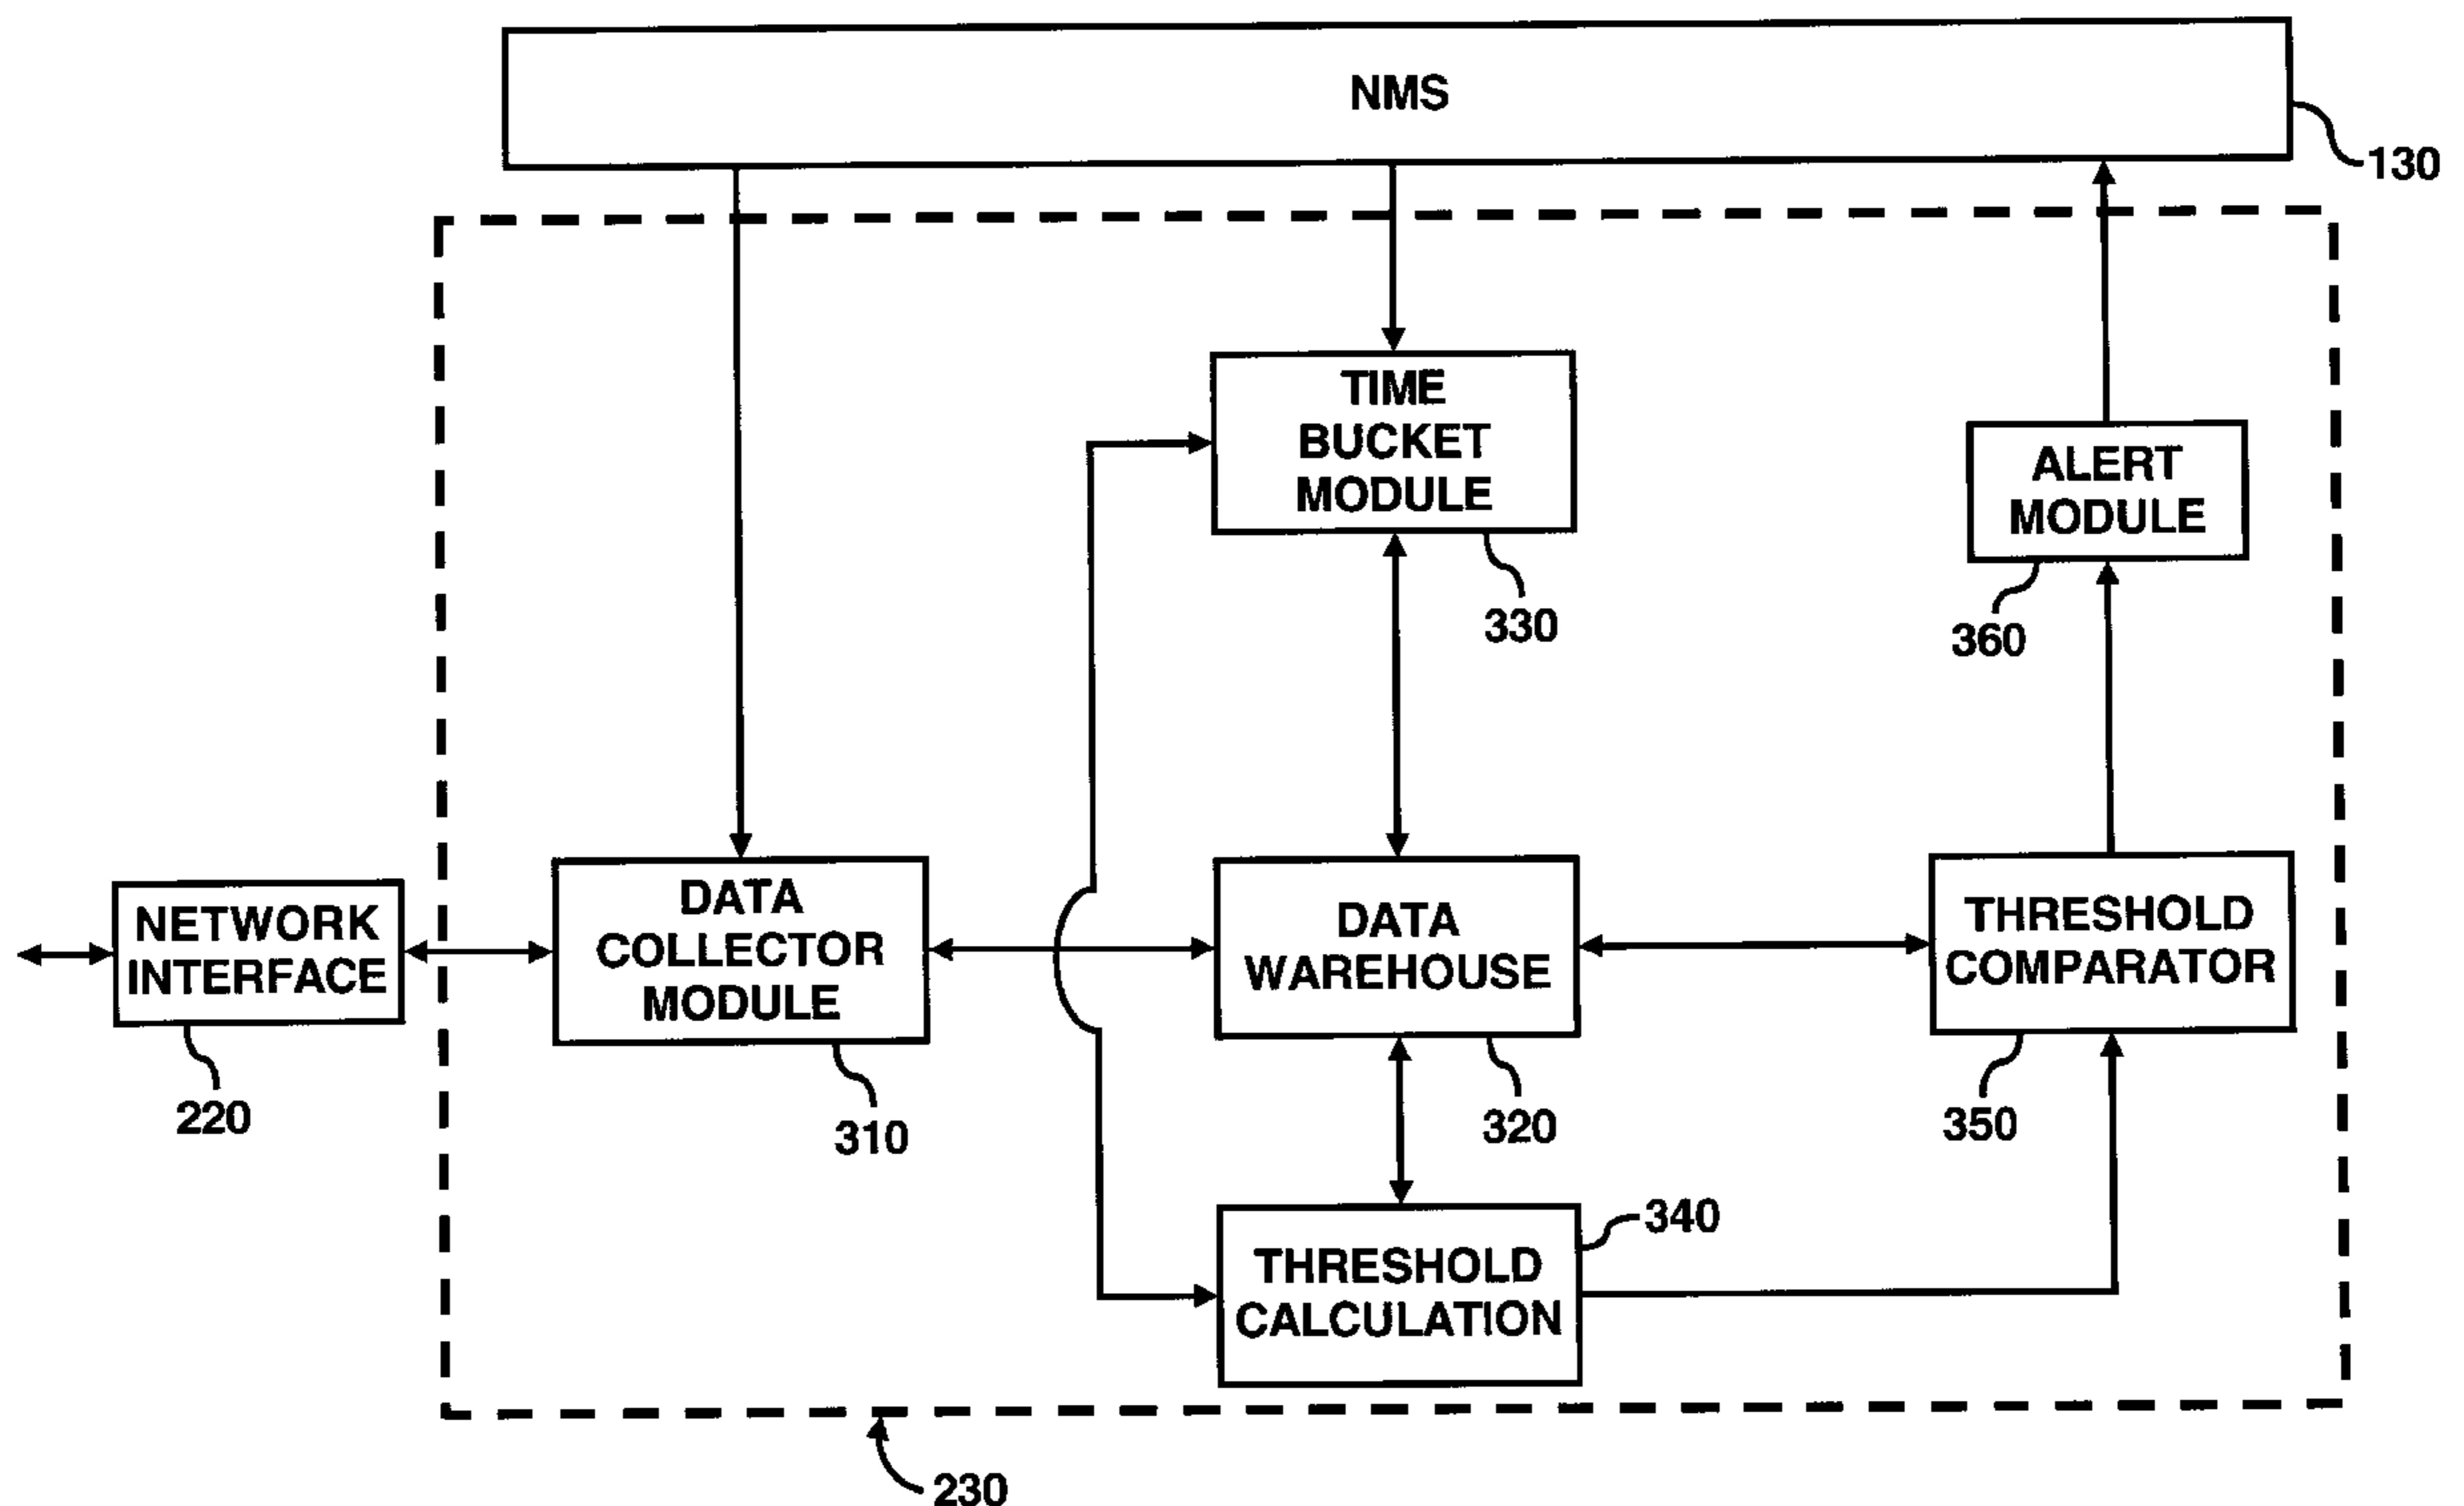 NMS
130
TIME
BUCKET
MODULE
330
ALERT
MODULE
360
NETWORK
INTERFACE
220
DATA
COLLECTOR
MODULE
310
DATA
WAREHOUSE
320
THRESHOLD
COMPARATOR
350
THRESHOLD
CALCULATION
340
230